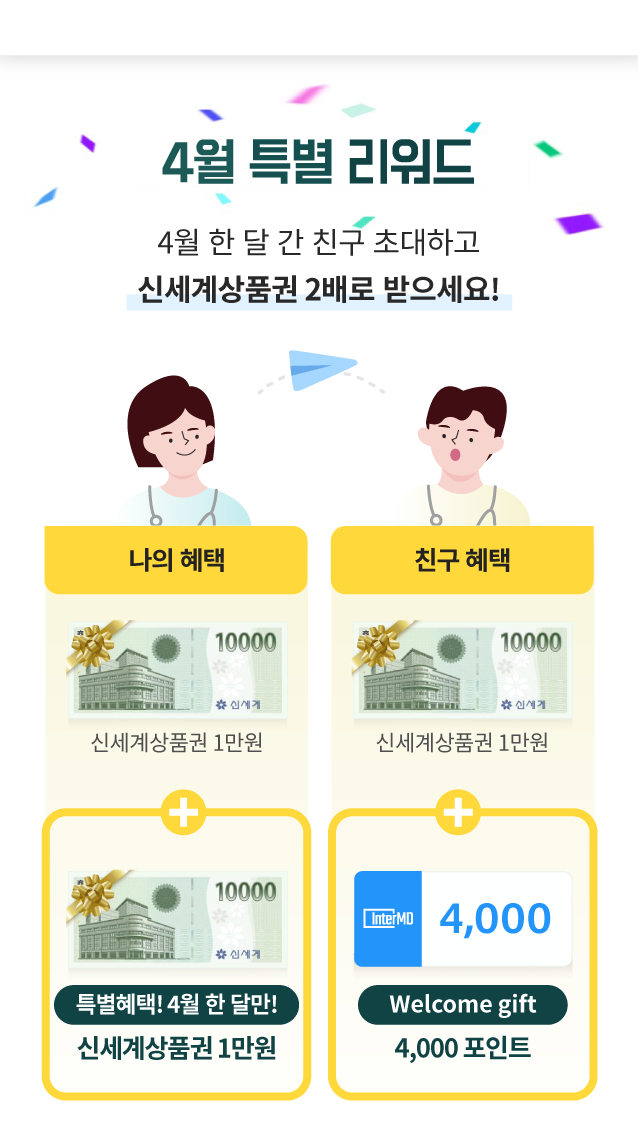 4월 특별 리워드
4월 한 달 간 친구 초대하고
신세계상품권 2배로 받으세요!
나의 혜택
친구 혜택
10000
신세계
신세계상품권 1만원
10000
신세계
신세계상품권 1만원
10000
신세계
특별혜택! 4월 한 달만!
신세계상품권 1만원
InterMD
4,000
Welcome gift
4,000 포인트